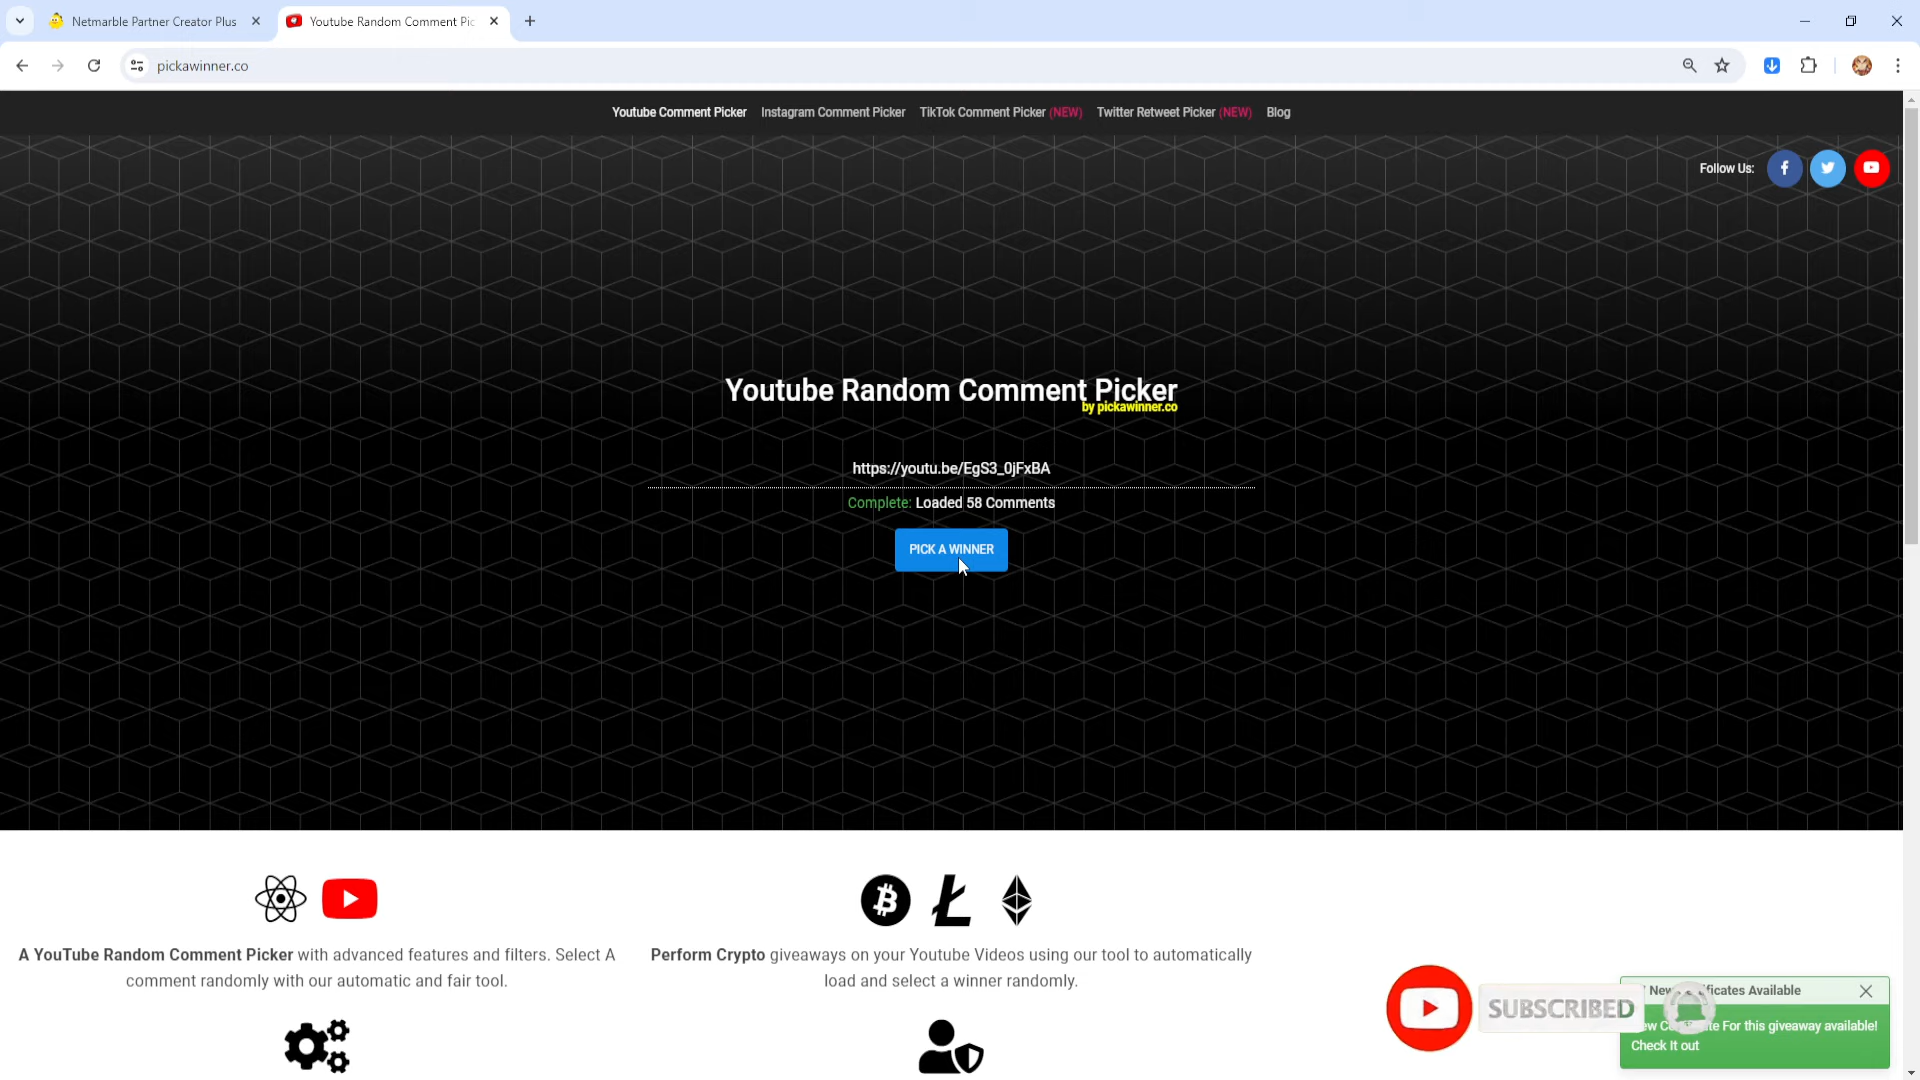 Netmarble Partner Creator Plus
Youtube Random Comment Pic
pickawinner.co
Youtube Comment Picker
Instagram Comment Picker
TikTok Comment Picker (NEW)
Twitter Retweet Picker (NEW)
Blog
Follow Us:
Youtube Random Comment Picker
by pickawinner.co
https://youtu.be/EgS3_0jFxBA
Complete: Loaded 58 Comments
PICK A WINNER
A YouTube Random Comment Picker with advanced features and filters. Select A
comment randomly with our automatic and fair tool.
Perform Crypto giveaways on your Youtube Videos using our tool to automatically
load and select a winner randomly.
SUBSCRIBED
Available
For this giveaway available!
Check It out